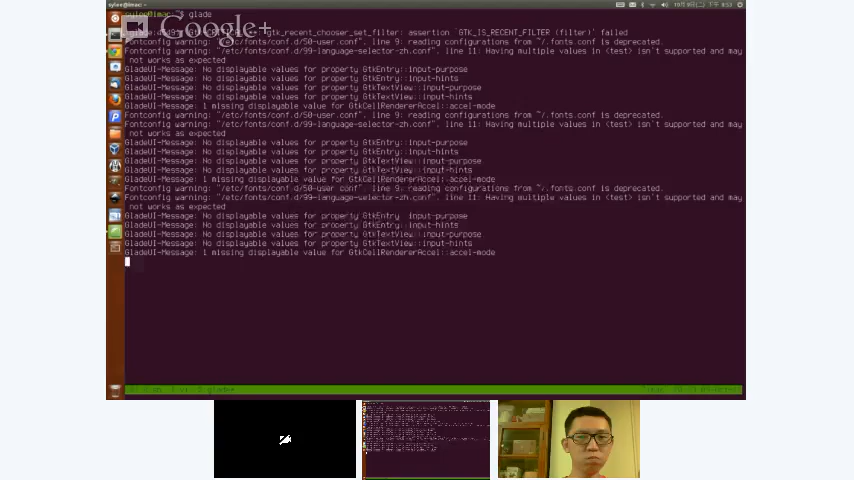 sylee@imac:~
sylee@imac:~$ glade
Google+
gtk_recent_chooser_set_filter: assertion `GTK_IS_RECENT_FILTER (filter)' failed
Fontconfig warning: "/etc/fonts/conf.d/50-user.conf", line 9: reading configurations from ~/.fonts.conf is deprecated.
Fontconfig warning: "/etc/fonts/conf.d/99-language-selector-zh.conf", line 11: Having multiple values in <test> isn't supported and may
not works as expected
GladeUI-Message: No displayable values for property GtkEntry::input-purpose
GladeUI-Message: No displayable values for property GtkEntry::input-hints
GladeUI-Message: No displayable values for property GtkTextView::input-purpose
GladeUI-Message: No displayable values for property GtkTextView::input-hints
GladeUI-Message: 1 missing displayable value for GtkCellRendererAccel::accel-mode
Fontconfig warning: "/etc/fonts/conf.d/50-user.conf", line 9: reading configurations from ~/.fonts.conf is deprecated.
Fontconfig warning: "/etc/fonts/conf.d/99-language-selector-zh.conf", line 11: Having multiple values in <test> isn't supported and may
not works as expected
GladeUI-Message: No displayable values for property GtkEntry::input-purpose
GladeUI-Message: No displayable values for property GtkEntry::input-hints
GladeUI-Message: No displayable values for property GtkTextView::input-purpose
GladeUI-Message: No displayable values for property GtkTextView::input-hints
GladeUI-Message: 1 missing displayable value for GtkCellRendererAccel::accel-mode
Fontconfig warning: "/etc/fonts/conf.d/50-user.conf", line 9: reading configurations from ~/.fonts.conf is deprecated.
Fontconfig warning: "/etc/fonts/conf.d/99-language-selector-zh.conf", line 11: Having multiple values in <test> isn't supported and may
not works as expected
GladeUI-Message: No displayable values for property GtkEntry::input-purpose
GladeUI-Message: No displayable values for property GtkEntry::input-hints
GladeUI-Message: No displayable values for property GtkTextView::input-purpose
GladeUI-Message: No displayable values for property GtkTextView::input-hints
GladeUI-Message: 1 missing displayable value for GtkCellRendererAccel::accel-mode